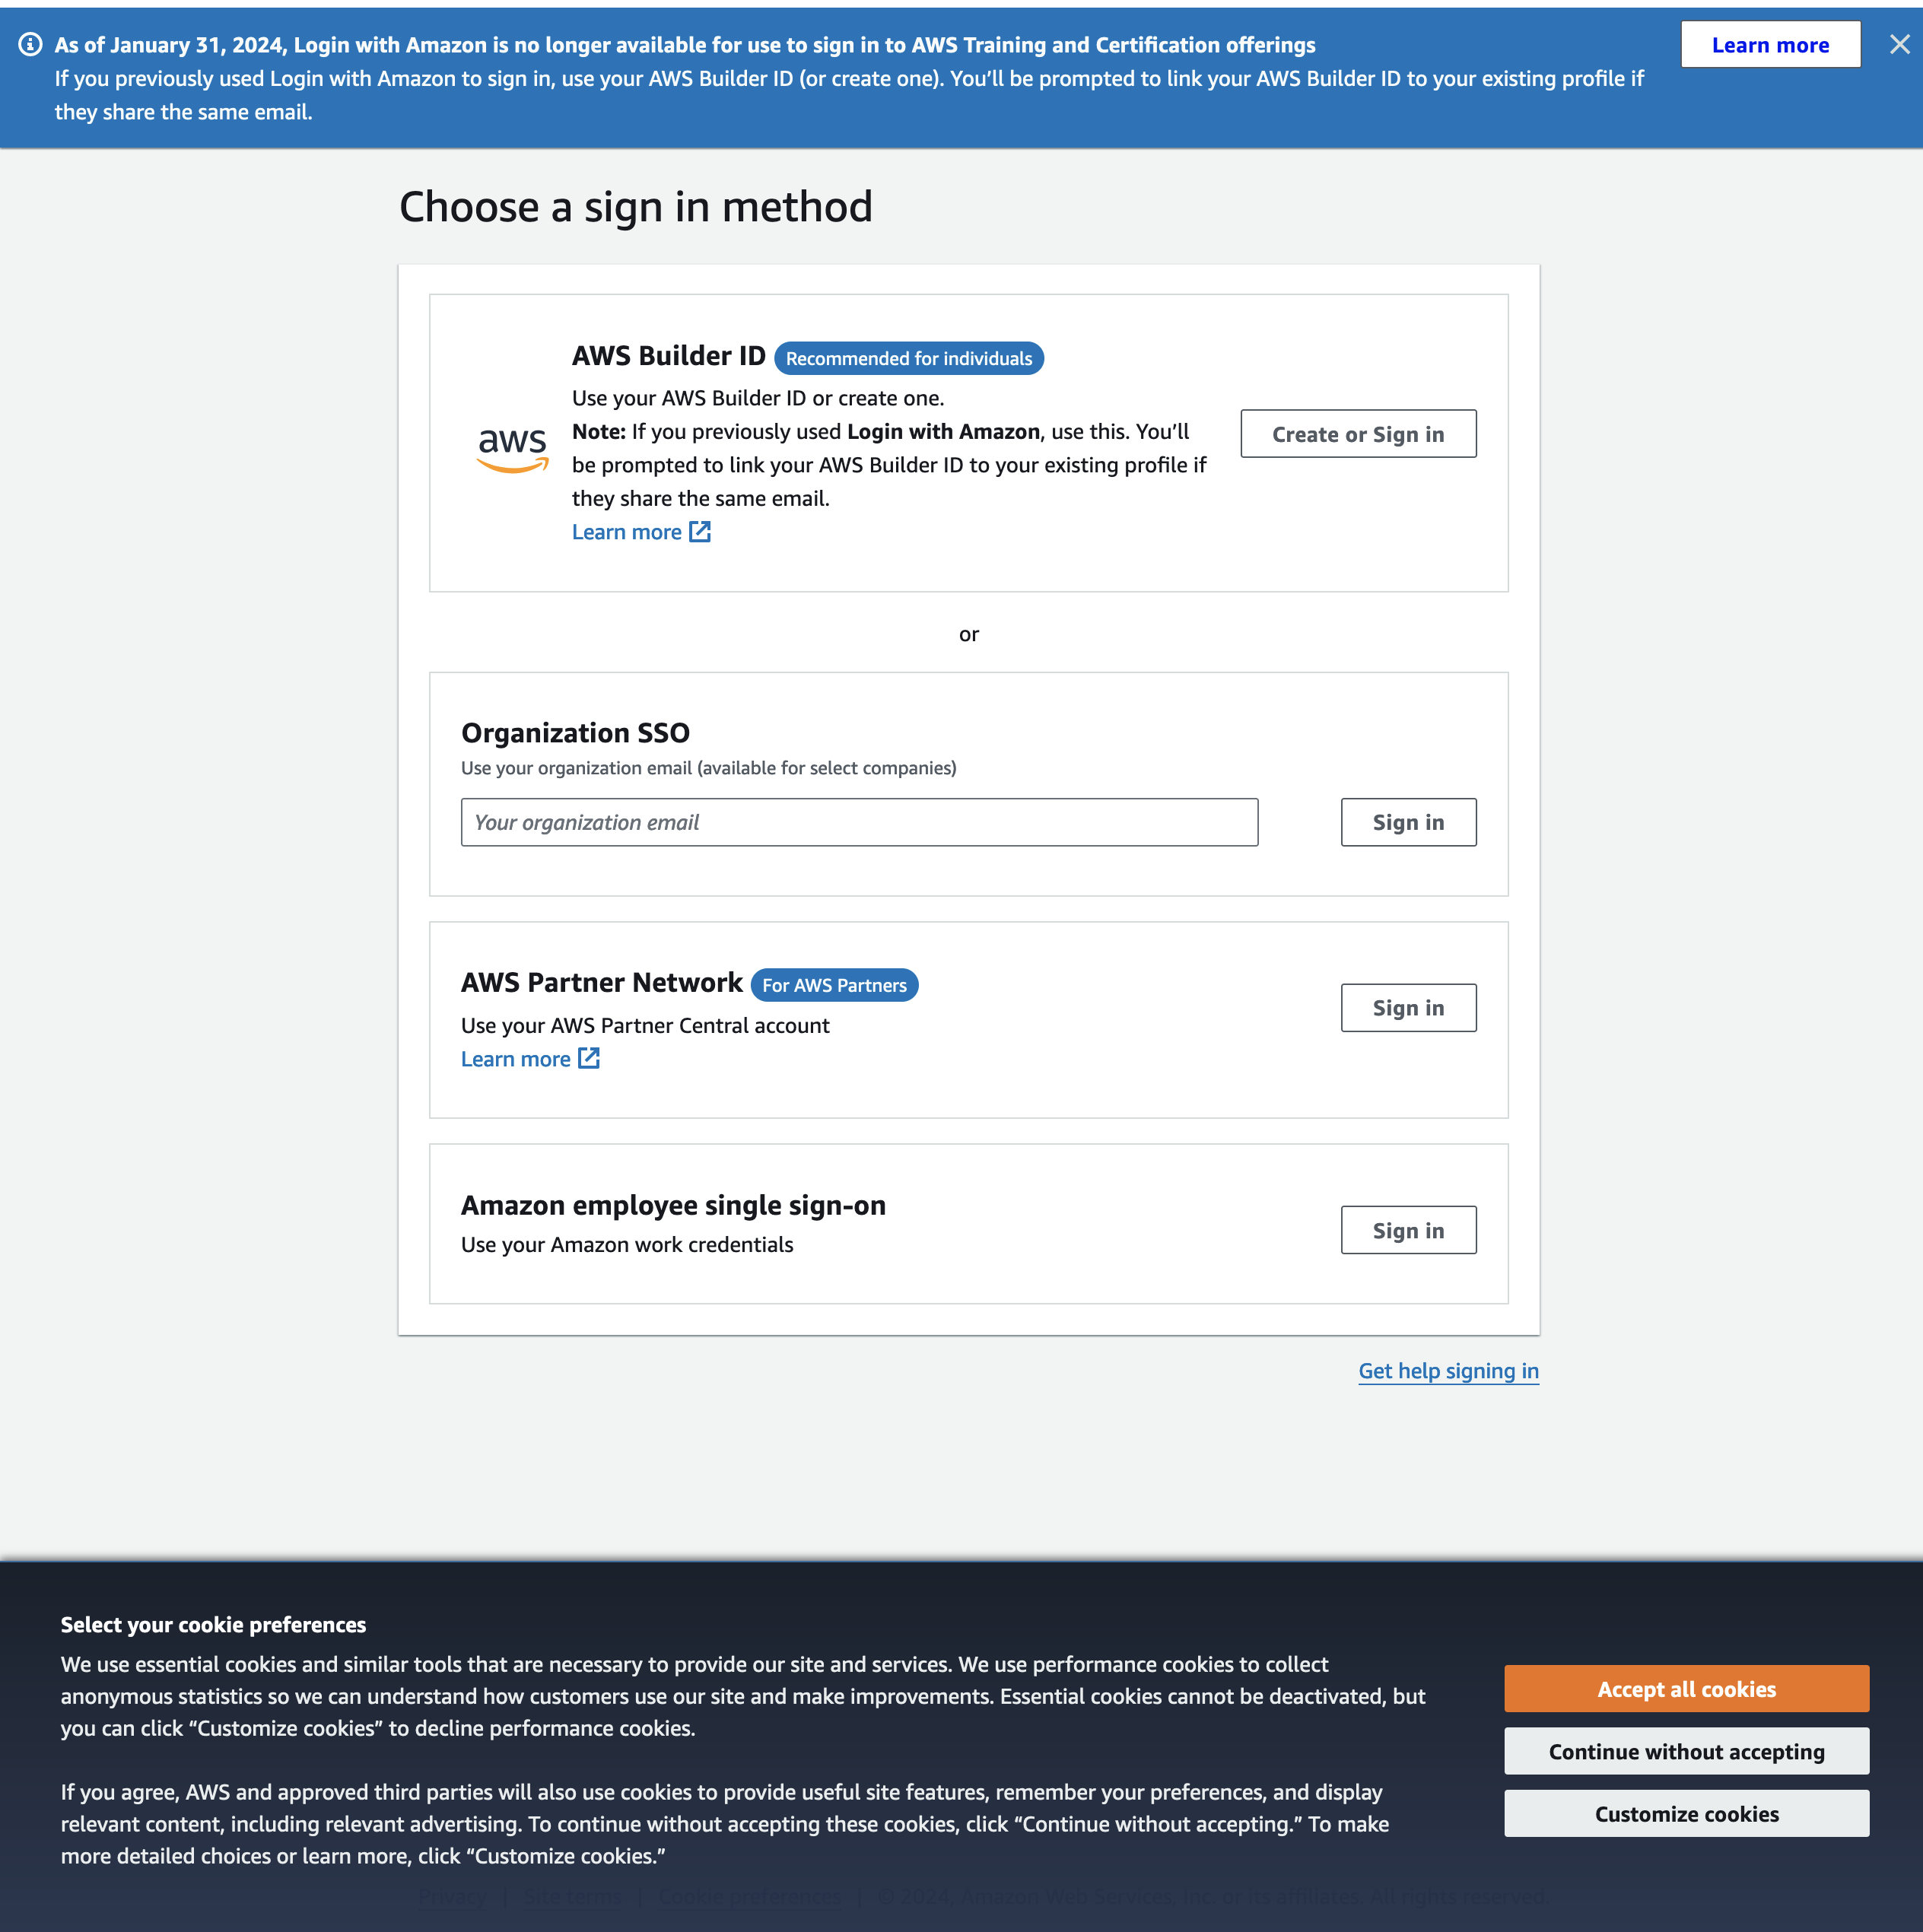 As of January 31, 2024, Login with Amazon is no longer available for use to sign in to AWS Training and Certification offerings
If you previously used Login with Amazon to sign in, use your AWS Builder ID (or create one). You’ll be prompted to link your AWS Builder ID to your existing profile if
they share the same email.
Learn more
Choose a sign in method
aws
AWS Builder ID
Recommended for individuals
Use your AWS Builder ID or create one.
Note: If you previously used Login with Amazon, use this. You’ll
be prompted to link your AWS Builder ID to your existing profile if
they share the same email.
Learn more
Create or Sign in
or
Organization SSO
Use your organization email (available for select companies)
Your organization email
Sign in
AWS Partner Network
For AWS Partners
Use your AWS Partner Central account
Learn more
Sign in
Amazon employee single sign-on
Use your Amazon work credentials
Sign in
Get help signing in
Select your cookie preferences
We use essential cookies and similar tools that are necessary to provide our site and services. We use performance cookies to collect
anonymous statistics so we can understand how customers use our site and make improvements. Essential cookies cannot be deactivated, but
you can click “Customize cookies” to decline performance cookies.
If you agree, AWS and approved third parties will also use cookies to provide useful site features, remember your preferences, and display
relevant content, including relevant advertising. To continue without accepting these cookies, click “Continue without accepting.” To make
more detailed choices or learn more, click “Customize cookies.”
Accept all cookies
Continue without accepting
Customize cookies
Privacy | Site terms | Cookie preferences | © 2024, Amazon Web Services, Inc. or its affiliates. All rights reserved.